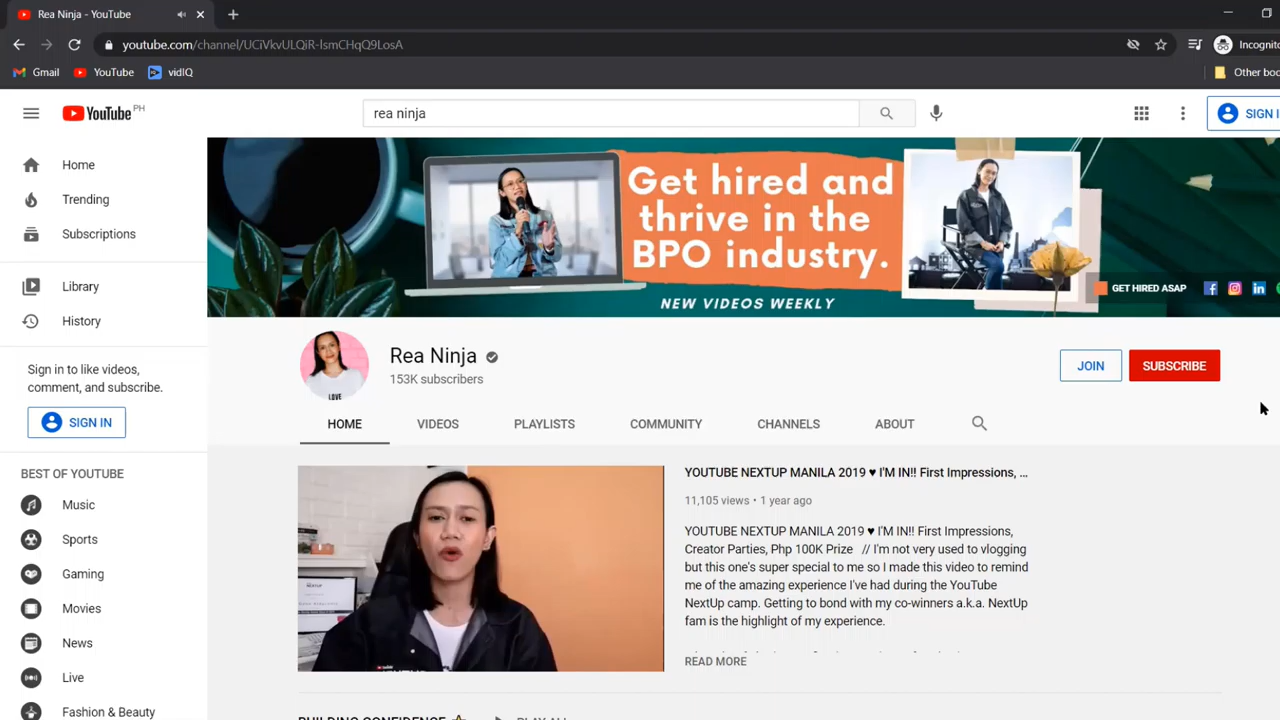 Rea Ninja - YouTube
youtube.com/channel/UCiVkvULQiR-lsmCHqQ9LosA
Incognito
Gmail
YouTube
vidIQ
Other boo
YouTube PH
rea ninja
SIGN I
Home
Trending
Subscriptions
Library
History
Sign in to like videos,
comment, and subscribe.
SIGN IN
BEST OF YOUTUBE
Music
Sports
Gaming
Movies
News
Live
Fashion & Beauty
Get hired and
thrive in the
BPO industry.
NEW VIDEOS WEEKLY
GET HIRED ASAP
Rea Ninja
153K subscribers
JOIN
SUBSCRIBE
HOME
VIDEOS
PLAYLISTS
COMMUNITY
CHANNELS
ABOUT
LOVE
YOUTUBE NEXTUP MANILA 2019 ♥ I'M IN!! First Impressions, ...
11,105 views • 1 year ago
YOUTUBE NEXTUP MANILA 2019 ♥ I'M IN!! First Impressions,
Creator Parties, Php 100K Prize // I'm not very used to vlogging
but this one's super special to me so I made this video to remind
me of the amazing experience I've had during the YouTube
NextUp camp. Getting to bond with my co-winners a.k.a. NextUp
fam is the highlight of my experience.
READ MORE
BUILDING CONFIDENCE
PLAY ALL